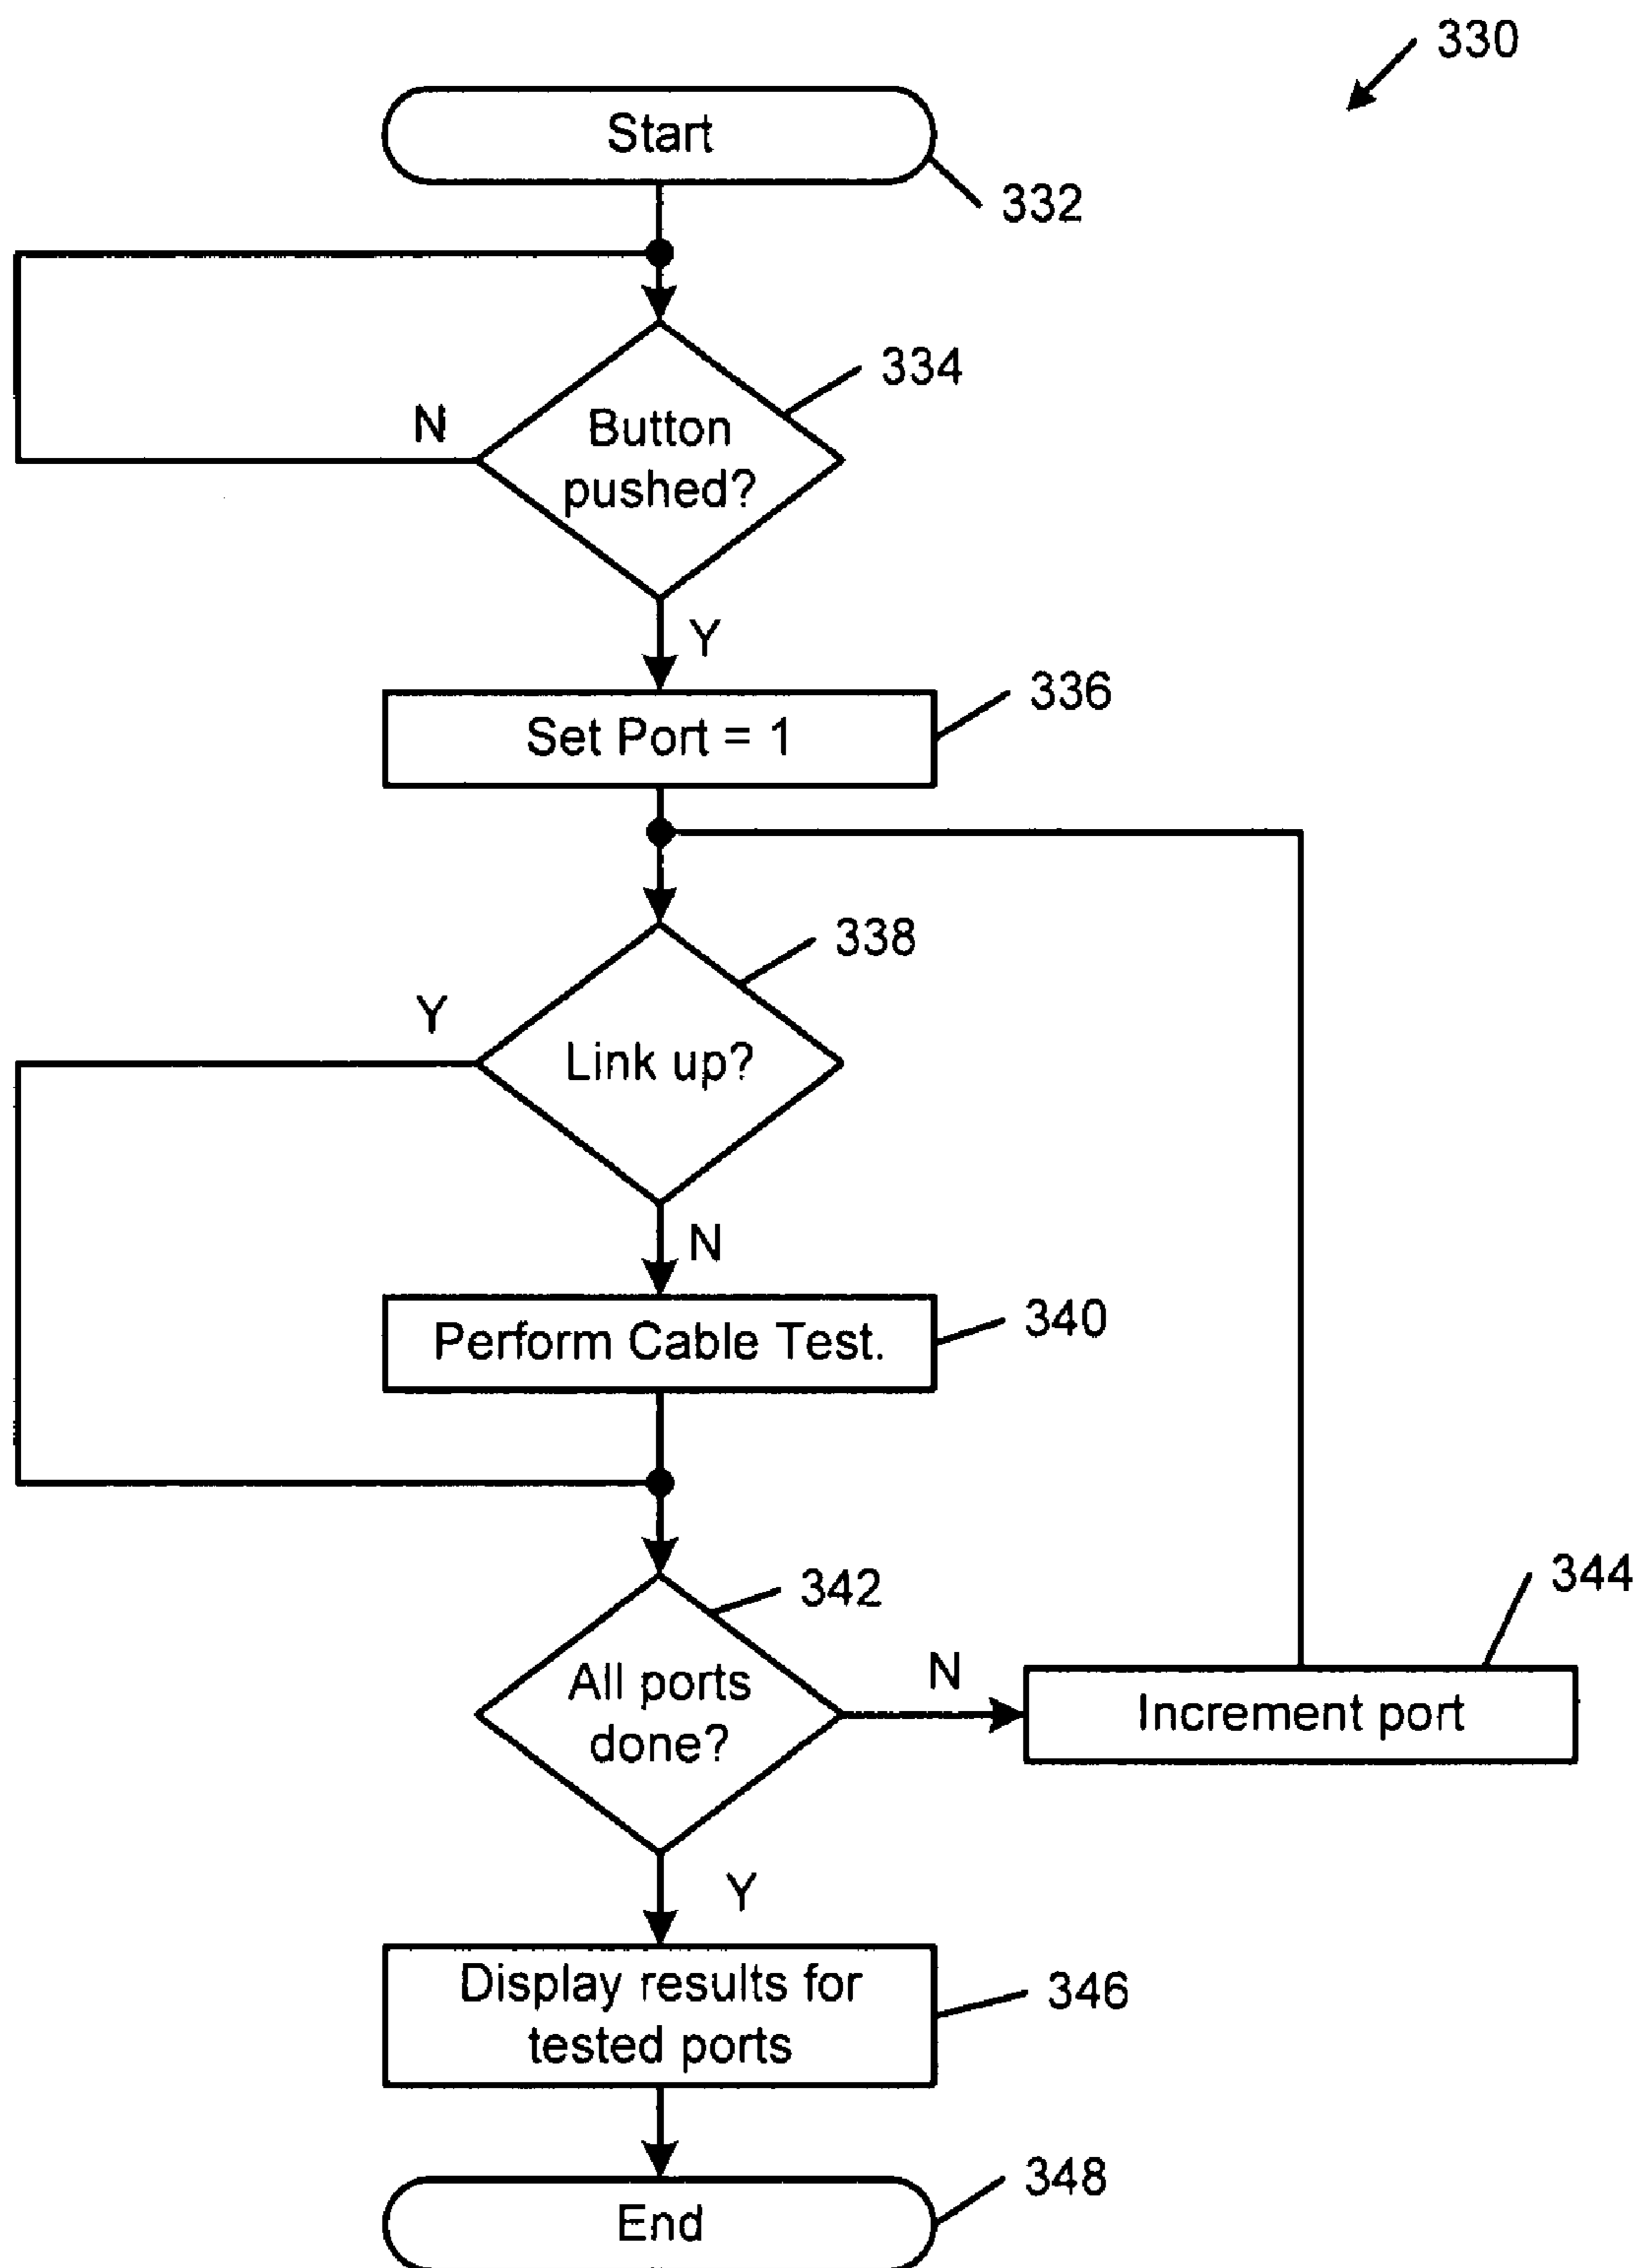 330
Start
332
334
N
Button
pushed?
Y
336
Set Port = 1
338
Y
Link up?
N
340
Perform Cable Test.
342
344
All ports
done?
N
Increment port
Y
Display results for
tested ports
346
348
End